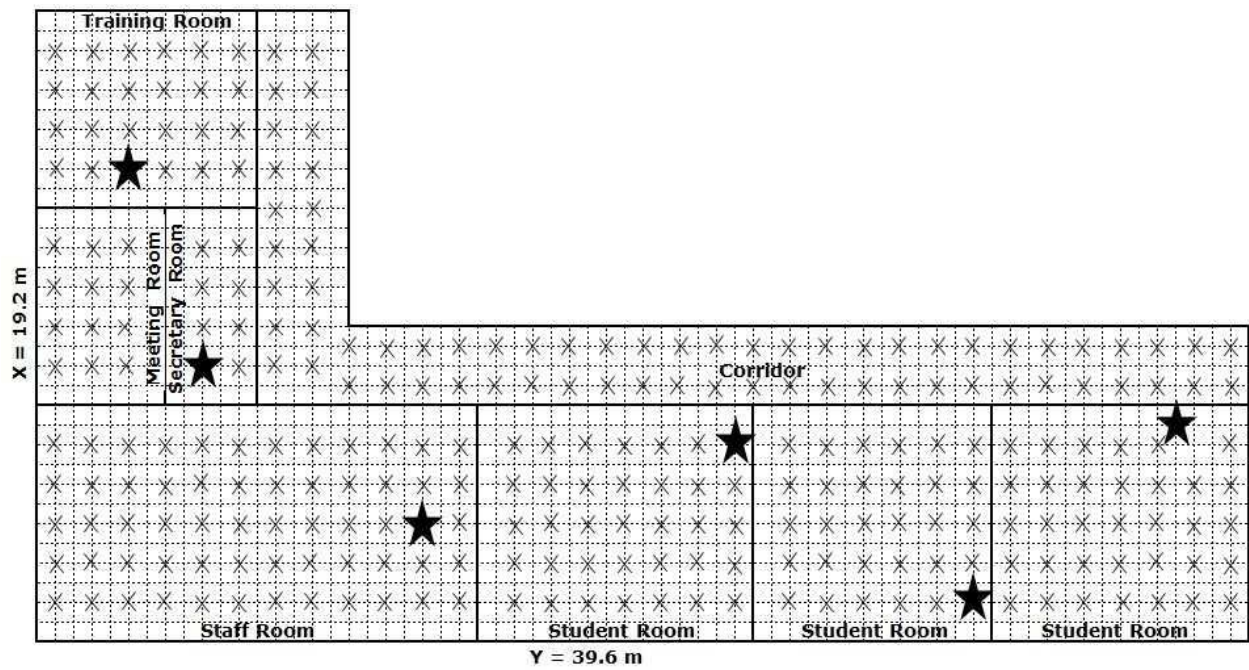 Training Room
Meeting Room
Secretary Room
X = 19.2 m
Corridor
Staff Room
Student Room
Student Room
Student Room
Y = 39.6 m